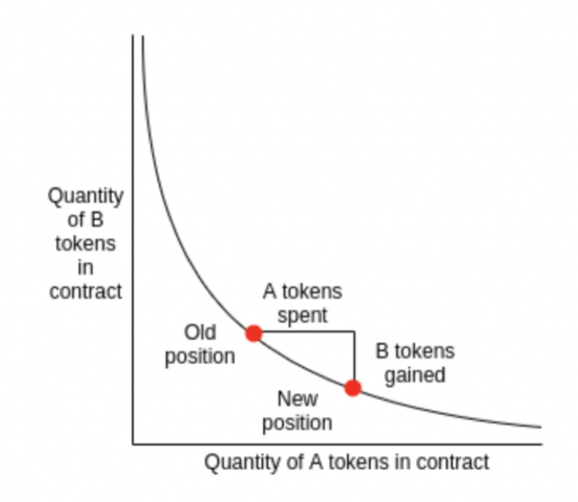 Quantity
of B
tokens
in
contract
A tokens
spent
Old
position
B tokens
gained
New
position
Quantity of A tokens in contract